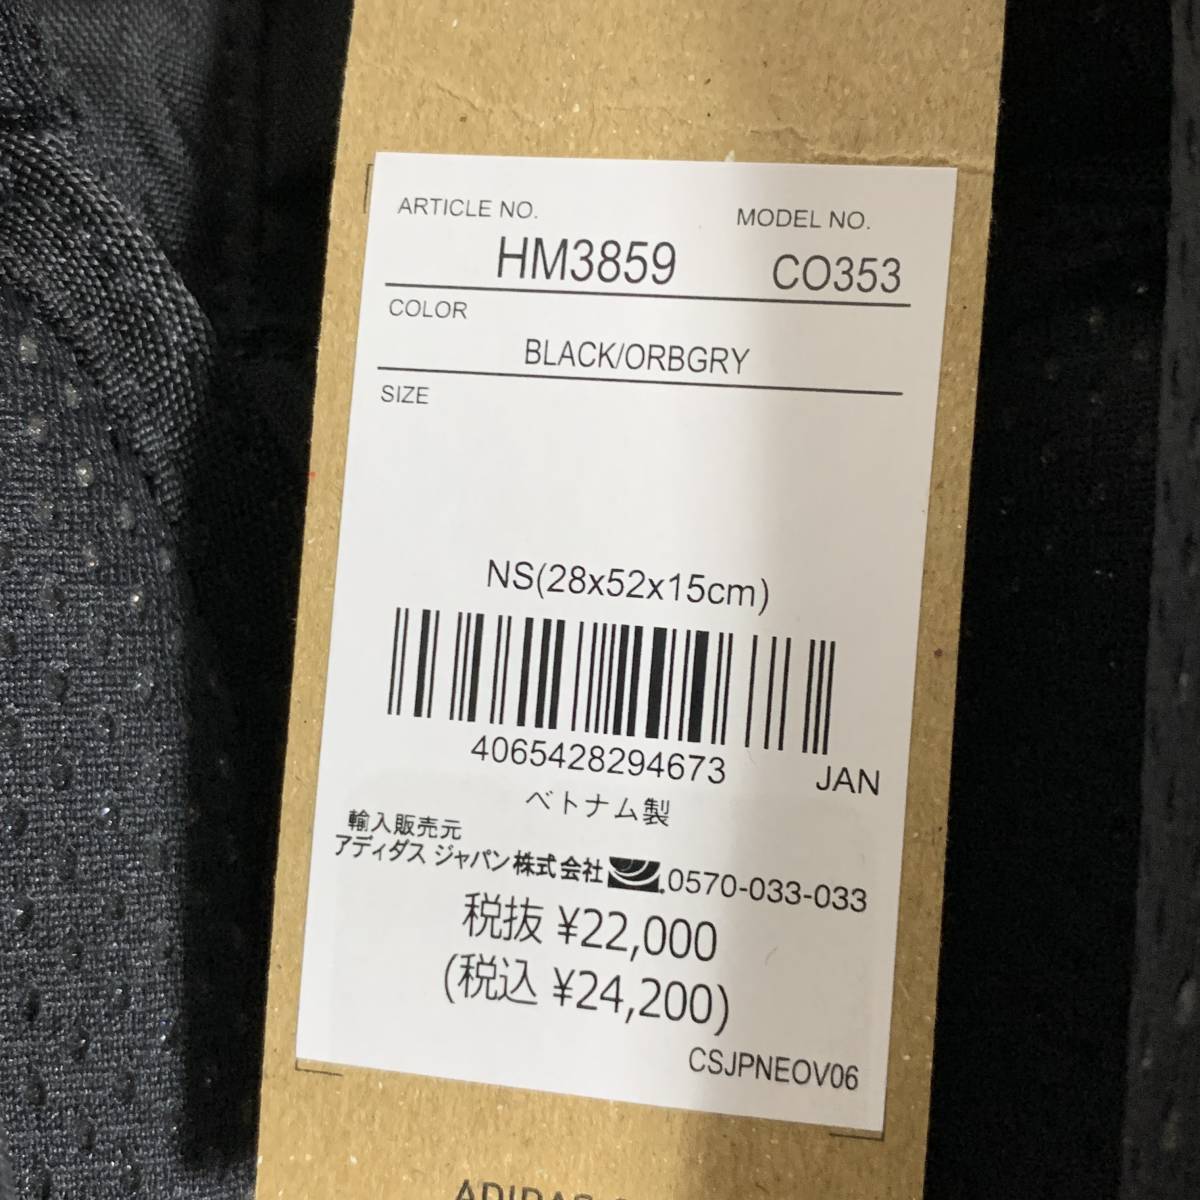 ARTICLE NO. MODEL NO.
HM3859 CO353
COLOR
BLACK/ORBGRY
SIZE
NS(28x52x15cm)
4065428294673 JAN
ベトナム製
輸入販売元
アディダス ジャパン株式会社 0570-033-033
税抜 ¥22,000
(税込 ¥24,200)
CSJPNEOV06
ADIDAS